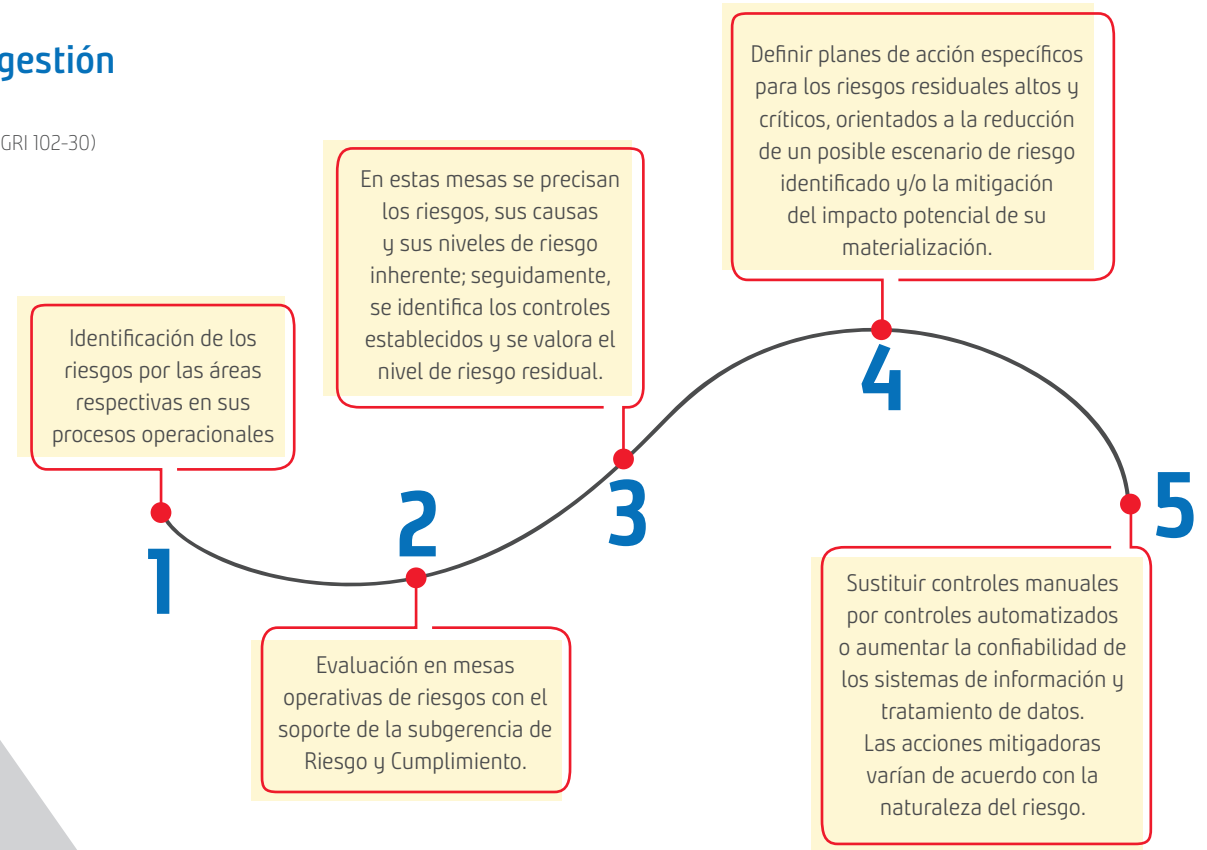 gestión
GRI 102-30)
Identificación de los
riesgos por las áreas
respectivas en sus
procesos operacionales
1
2
Evaluación en mesas
operativas de riesgos con el
soporte de la subgerencia de
Riesgo y Cumplimiento.
En estas mesas se precisan
los riesgos, sus causas
y sus niveles de riesgo
inherente; seguidamente,
se identifica los controles
establecidos y se valora el
nivel de riesgo residual.
3
Definir planes de acción específicos
para los riesgos residuales altos y
críticos, orientados a la reducción
de un posible escenario de riesgo
identificado y/o la mitigación
del impacto potencial de su
materialización.
4
5
Sustituir controles manuales
por controles automatizados
o aumentar la confiabilidad de
los sistemas de información y
tratamiento de datos.
Las acciones mitigadoras
varían de acuerdo con la
naturaleza del riesgo.